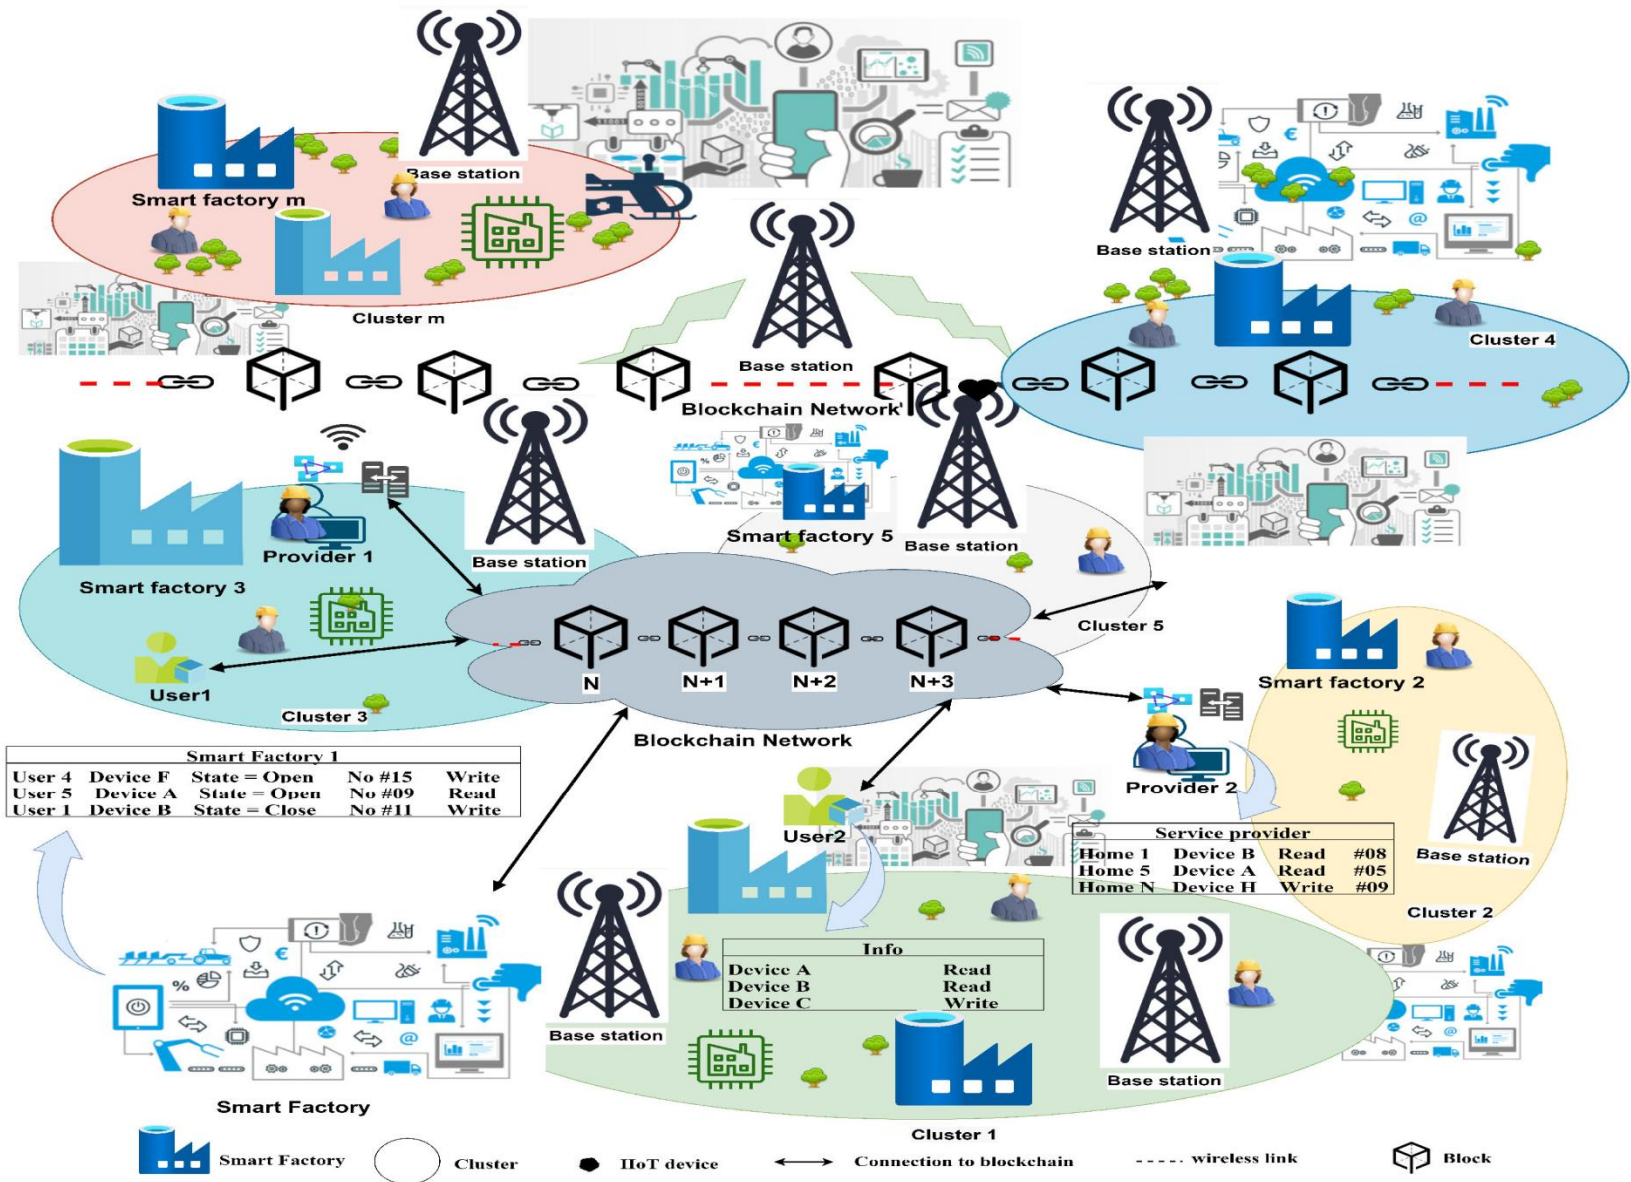 Base station
Smart factory m
Cluster m
Base station
Base station
Cluster 4
Base station
Blockchain Network
Smart factory 3
Provider 1
Base station
Smart factory 5
Base station
Cluster 5
User1
Cluster 3
N
N+1
N+2
N+3
Blockchain Network
Smart factory 2
Provider 2
Base station
Cluster 2
Smart Factory 1
User 4 Device F State = Open No #15 Write
User 5 Device A State = Open No #09 Read
User 1 Device B State = Close No #11 Write
User2
Service provider
Home 1 Device B Read #08
Home 5 Device A Read #05
Home N Device H Write #09
Info
Device A Read
Device B Read
Device C Write
Base station
Base station
Smart Factory
Cluster 1
Smart Factory
Cluster
IIoT device
Connection to blockchain
wireless link
Block